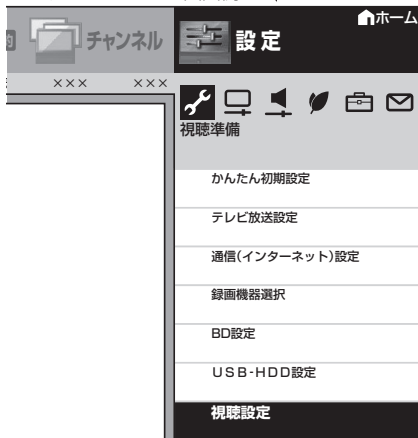 ホーム
チャンネル
設定
××× ×××
視聴準備
かんたん初期設定
テレビ放送設定
通信(インターネット)設定
録画機器選択
BD設定
USB-HDD設定
視聴設定